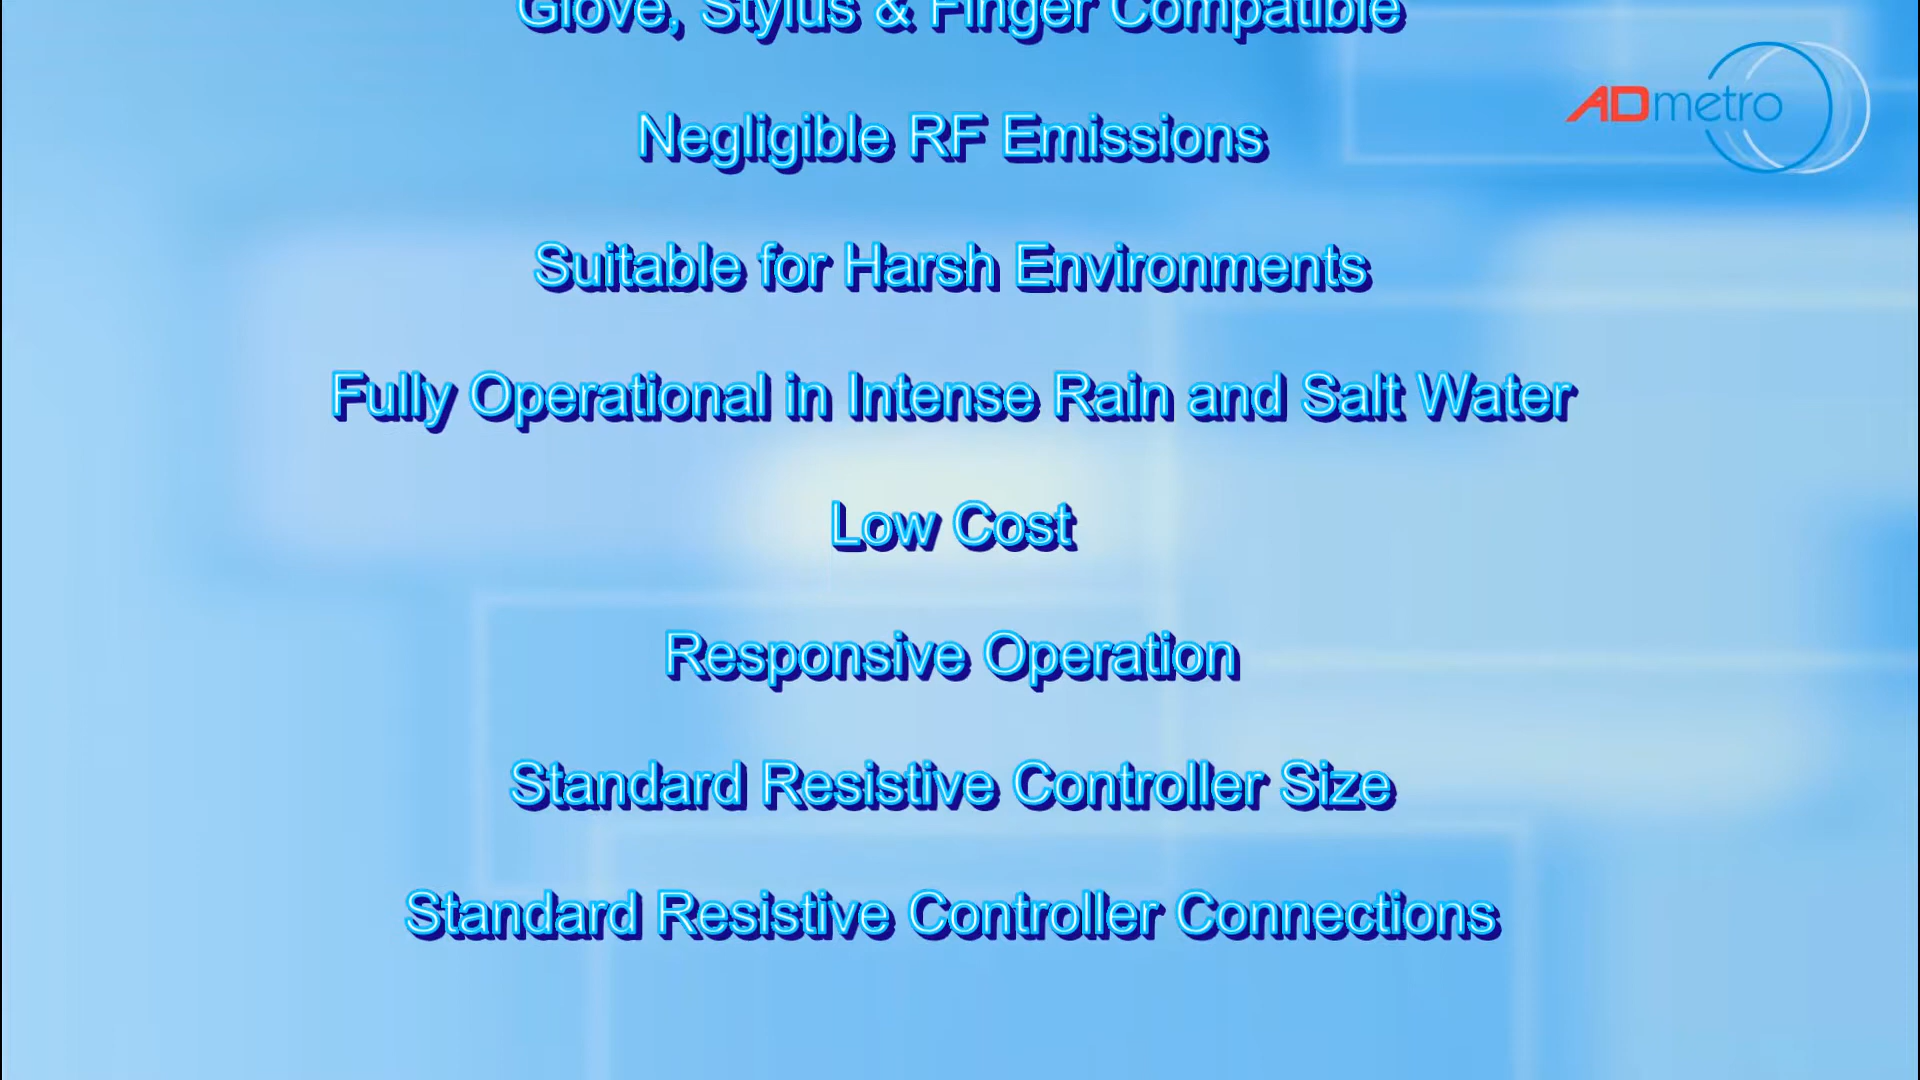 Glove, Stylus & Finger Compatible
ADmetro
Negligible RF Emissions
Suitable for Harsh Environments
Fully Operational in Intense Rain and Salt Water
Low Cost
Responsive Operation
Standard Resistive Controller Size
Standard Resistive Controller Connections